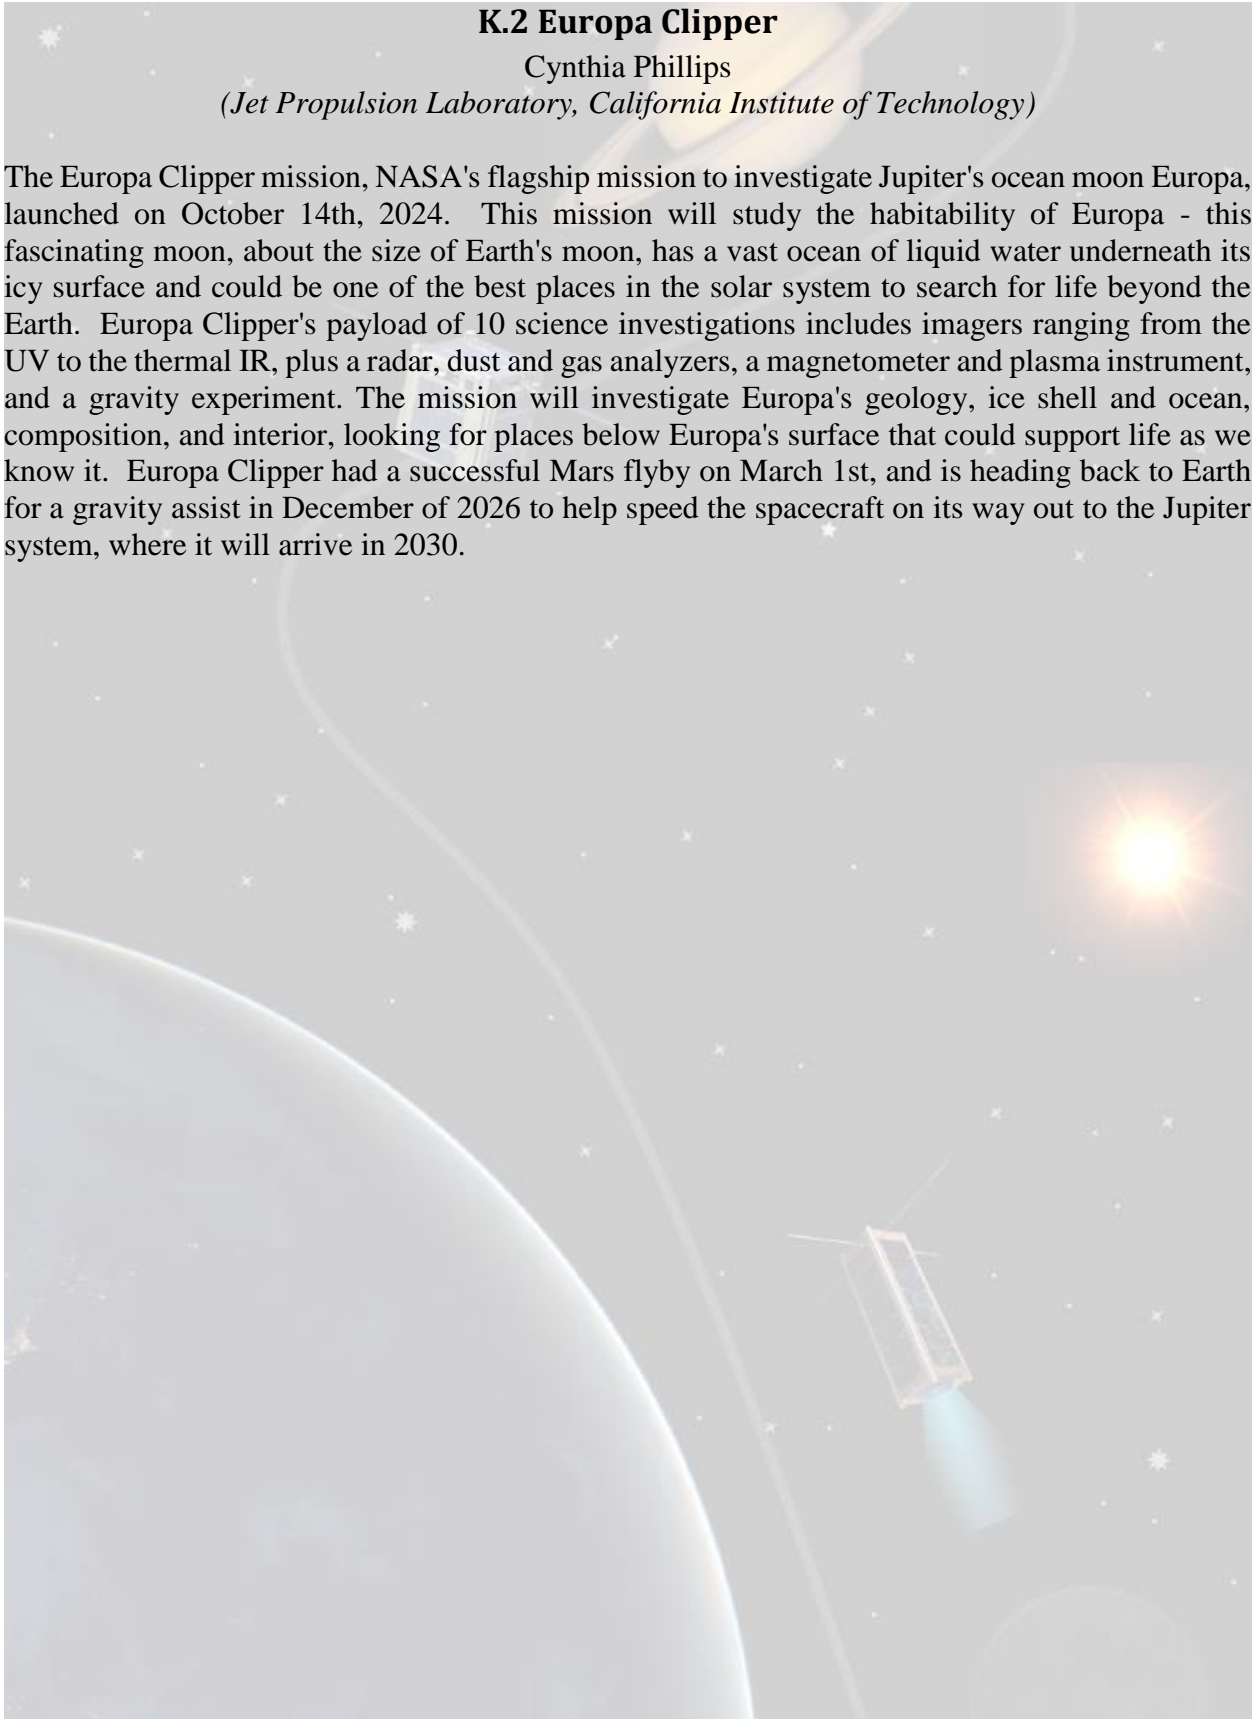 K.2 Europa Clipper
Cynthia Phillips
(Jet Propulsion Laboratory, California Institute of Technology)
The Europa Clipper mission, NASA's flagship mission to investigate Jupiter's ocean moon Europa,
launched on October 14th, 2024. This mission will study the habitability of Europa - this
fascinating moon, about the size of Earth's moon, has a vast ocean of liquid water underneath its
icy surface and could be one of the best places in the solar system to search for life beyond the
Earth. Europa Clipper's payload of 10 science investigations includes imagers ranging from the
UV to the thermal IR, plus a radar, dust and gas analyzers, a magnetometer and plasma instrument,
and a gravity experiment. The mission will investigate Europa's geology, ice shell and ocean,
composition, and interior, looking for places below Europa's surface that could support life as we
know it. Europa Clipper had a successful Mars flyby on March 1st, and is heading back to Earth
for a gravity assist in December of 2026 to help speed the spacecraft on its way out to the Jupiter
system, where it will arrive in 2030.